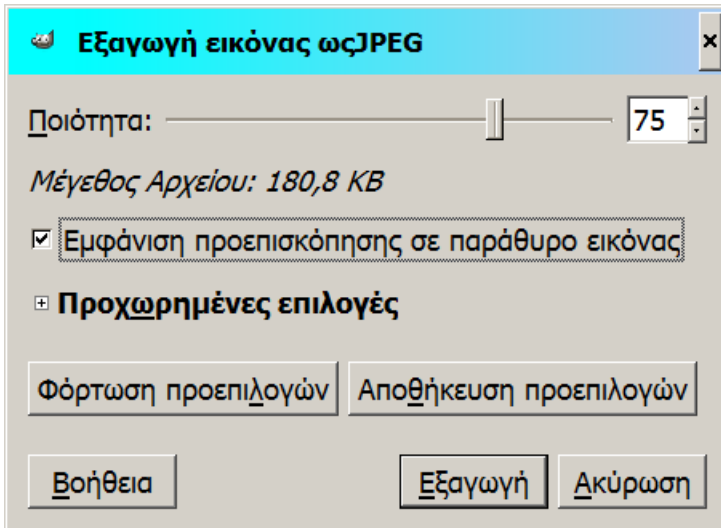 Εξαγωγή εικόνας ωςJPEG
Ποιότητα: 75
Μέγεθος Αρχείου: 180,8 KB
Εμφάνιση προεπισκόπησης σε παράθυρο εικόνας
Προχωρημένες επιλογές
Φόρτωση προεπιλογών Αποθήκευση προεπιλογών
Βοήθεια Εξαγωγή Ακύρωση